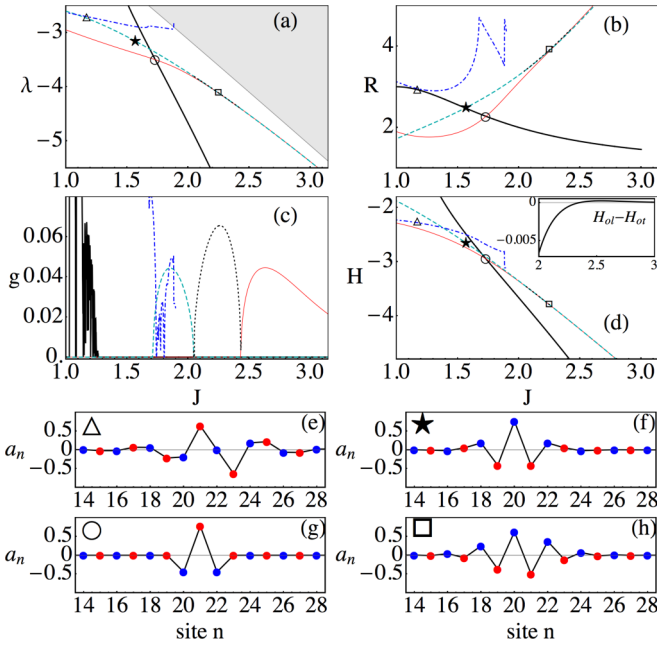 (a)
−3
λ −4
−5
1.0 1.5 2.0 2.5 3.0
(b)
4
R
2
1.0 1.5 2.0 2.5 3.0
(c)
0.06
g 0.04
0.02
0.
1.0 1.5 2.0 2.5 3.0
J
−2
H −3
−4
0
−0.005
H_ol−H_ot
2 2.5 3
(d)
1.0 1.5 2.0 2.5 3.0
J
(e)
a_n 0.5
0
−0.5
14 16 18 20 22 24 26 28
(f)
a_n 0.5
0
−0.5
14 16 18 20 22 24 26 28
(g)
a_n 0.5
0
−0.5
14 16 18 20 22 24 26 28
site n
(h)
a_n 0.5
0
−0.5
14 16 18 20 22 24 26 28
site n